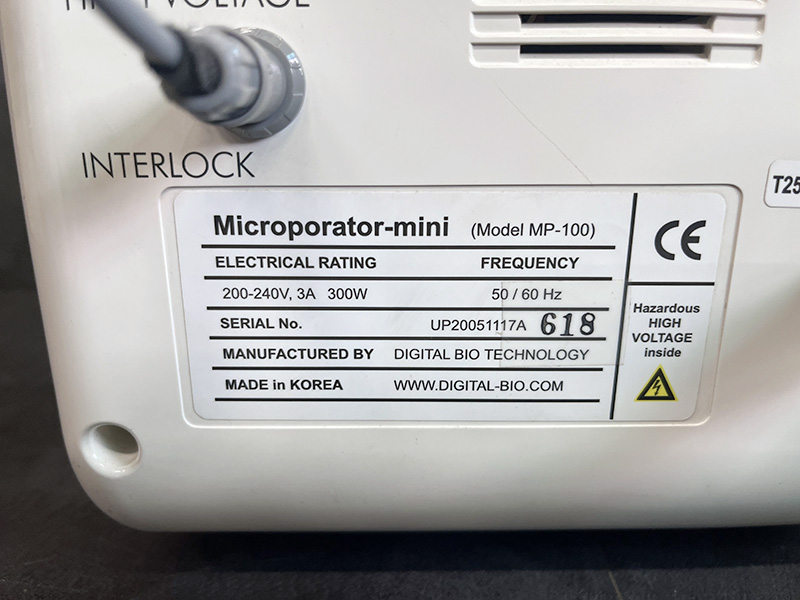 VOLTAGE
INTERLOCK
T25
Microporator-mini (Model MP-100)
ELECTRICAL RATING FREQUENCY
200-240V, 3A 300W 50 / 60 Hz
SERIAL No. UP20051117A 618
MANUFACTURED BY DIGITAL BIO TECHNOLOGY
MADE in KOREA WWW.DIGITAL-BIO.COM
CE
Hazardous
HIGH
VOLTAGE
inside